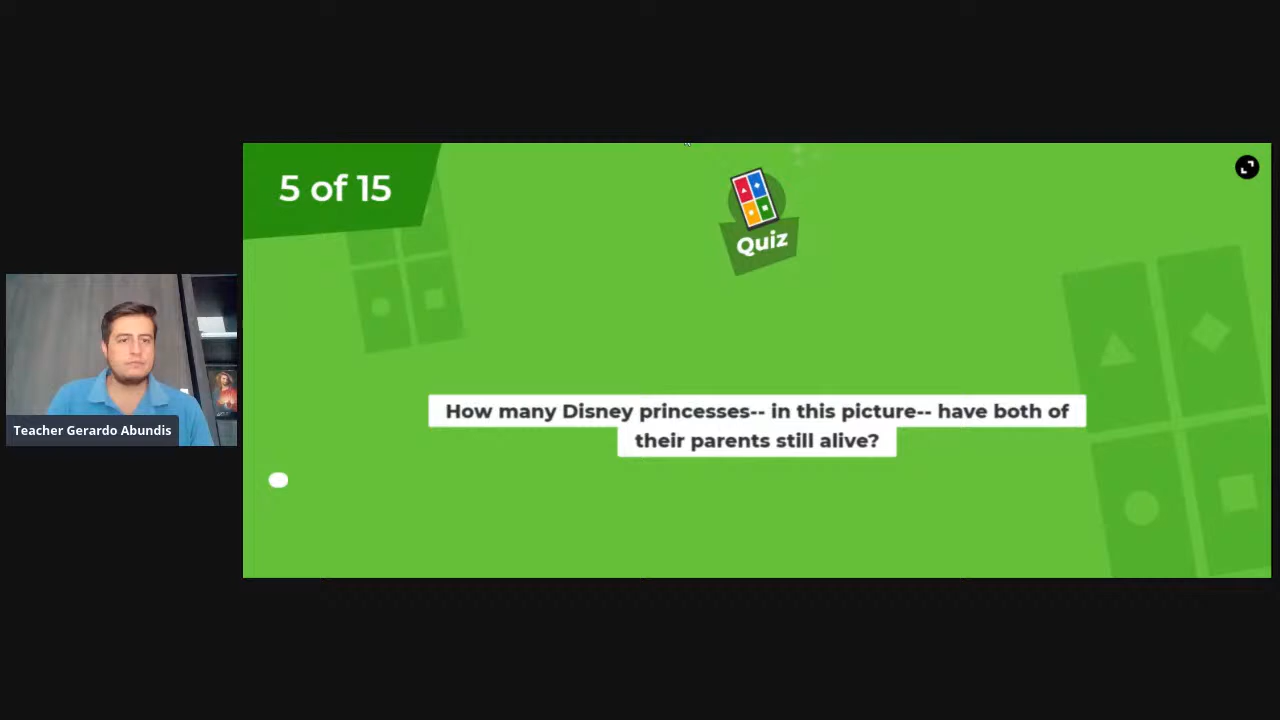 5 of 15
Quiz
How many Disney princesses-- in this picture-- have both of
their parents still alive?
Teacher Gerardo Abundis